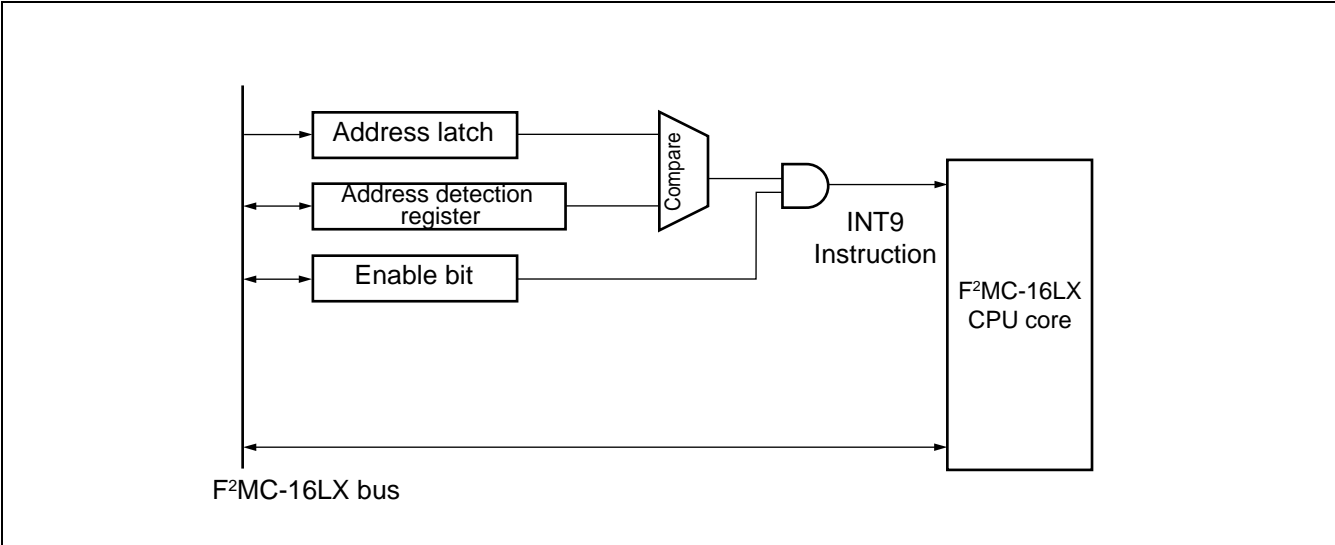 Address latch
Address detection
register
Enable bit
Compare
INT9
Instruction
F²MC-16LX
CPU core
F²MC-16LX bus